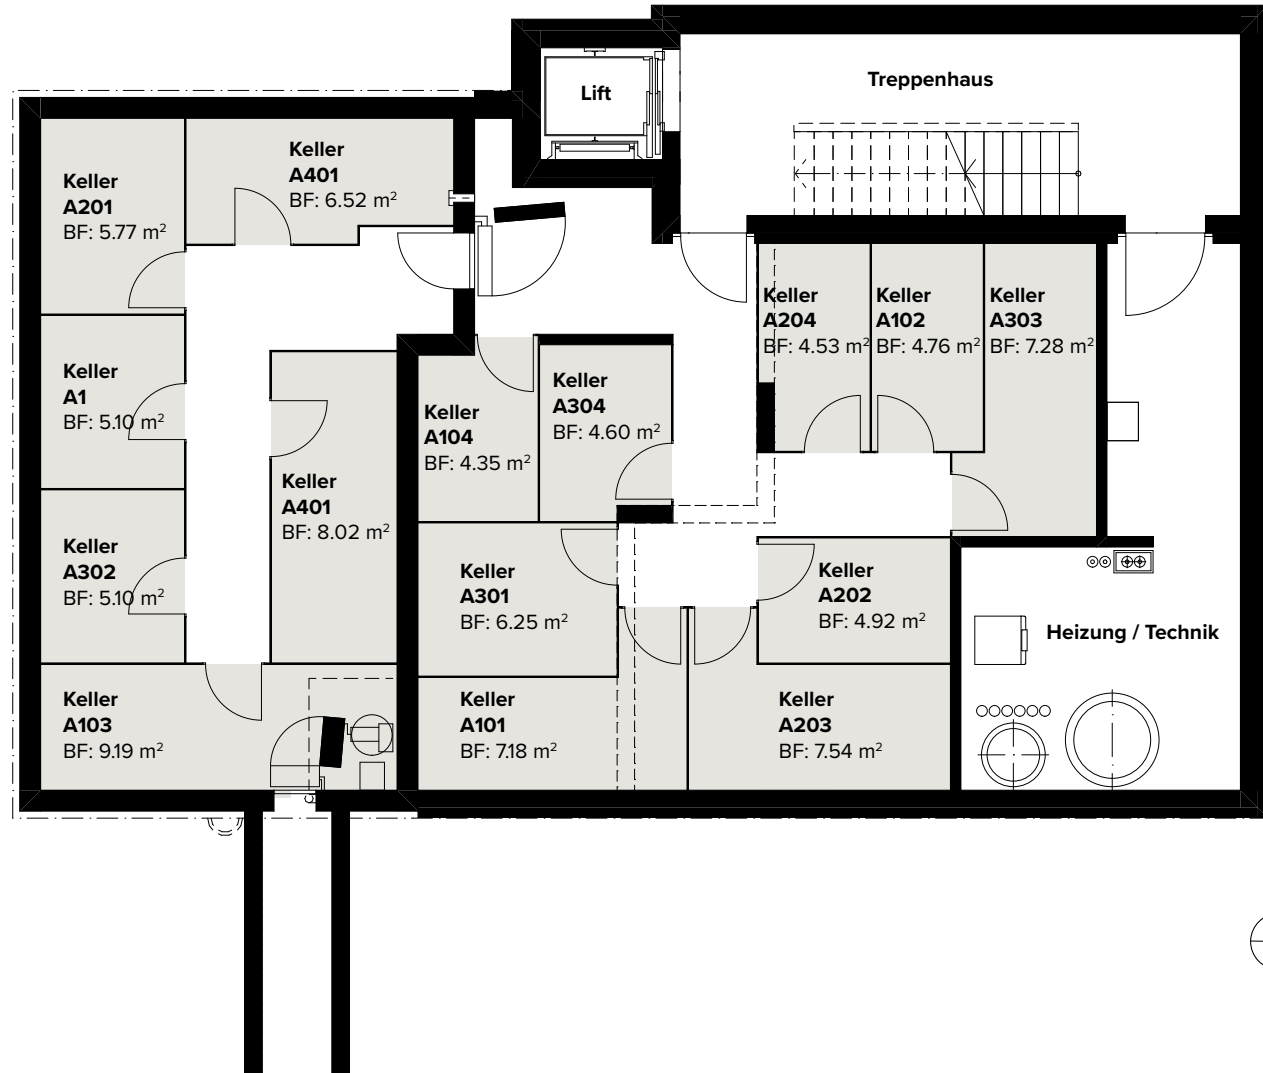 Lift
Treppenhaus
Keller
A401
BF: 6.52 m²
Keller
A201
BF: 5.77 m²
Keller
A204
BF: 4.53 m²
Keller
A102
BF: 4.76 m²
Keller
A303
BF: 7.28 m²
Keller
A1
BF: 5.10 m²
Keller
A304
BF: 4.60 m²
Keller
A104
BF: 4.35 m²
Keller
A401
BF: 8.02 m²
Keller
A302
BF: 5.10 m²
Keller
A301
BF: 6.25 m²
Keller
A202
BF: 4.92 m²
Heizung / Technik
Keller
A103
BF: 9.19 m²
Keller
A101
BF: 7.18 m²
Keller
A203
BF: 7.54 m²